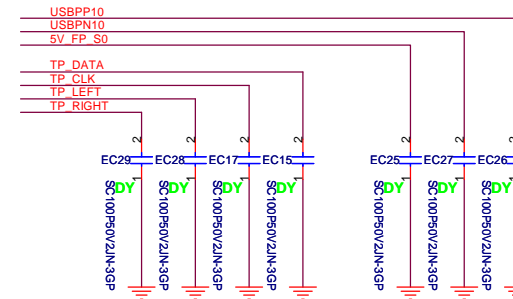 USBPP10
USBPN10
5V_FP_S0
TP_DATA
TP_CLK
TP_LEFT
TP_RIGHT
2 2 2 2 2 2 2
EC29 EC28 EC17 EC15 EC25 EC27 EC26
1 1 1 1 1 1 1
DY DY DY DY DY DY DY
SC100P50V2JN-3GP SC100P50V2JN-3GP SC100P50V2JN-3GP SC100P50V2JN-3GP SC100P50V2JN-3GP SC100P50V2JN-3GP SC100P50V2JN-3GP